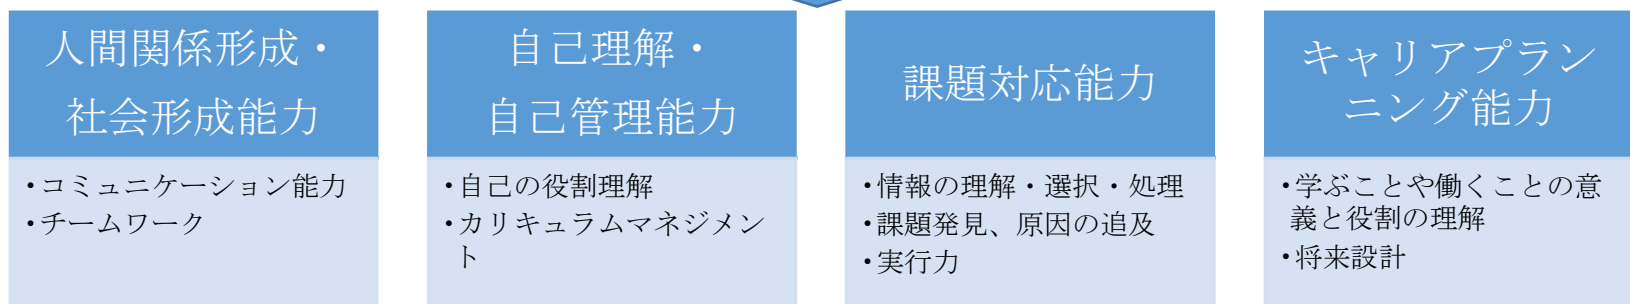 人間関係形成・
社会形成能力
・コミュニケーション能力
・チームワーク
自己理解・
自己管理能力
・自己の役割理解
・カリキュラムマネジメン
ト
課題対応能力
・情報の理解・選択・処理
・課題発見、原因の追及
・実行力
キャリアプラン
ニング能力
・学ぶことや働くことの意
義と役割の理解
・将来設計